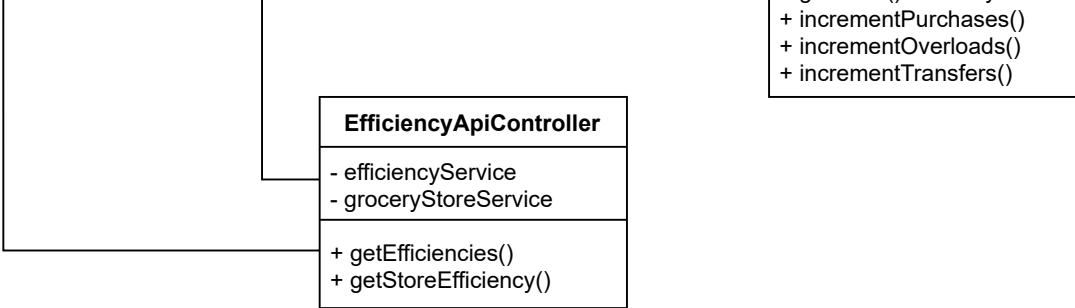 + incrementPurchases()
+ incrementOverloads()
+ incrementTransfers()
EfficiencyApiController
- efficiencyService
- groceryStoreService
+ getEfficiencies()
+ getStoreEfficiency()